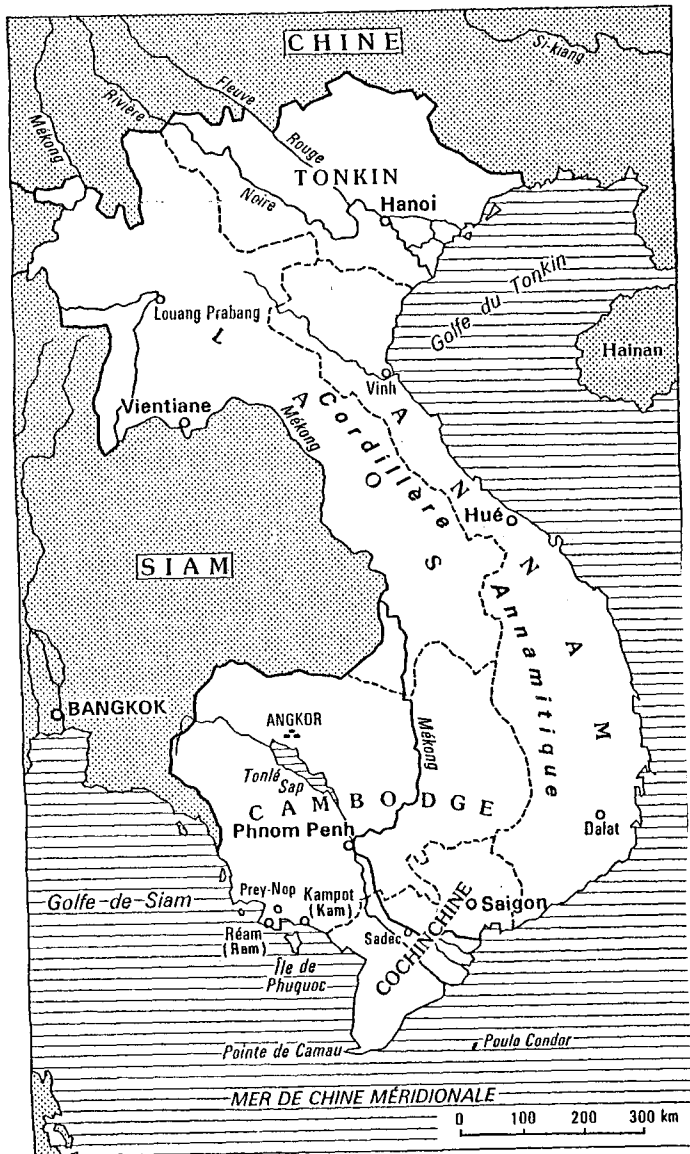 CHINE
Si-kiang
Mékong
Rivière
Noire
Fleuve
Rouge
TONKIN
Hanoi
Golfe du Tonkin
Hainan
Louang Prabang
LAOS
Vientiane
Vinh
Mékong
Cordillère Annamitique
ANNAM
Hué
SIAM
BANGKOK
ANGKOR
Tonlé
Sap
Mékong
CAMBODGE
Phnom Penh
Dalat
Golfe-de-Siam
Prey-Nop
Kampot
(Kam)
Réam
(Ram)
Île de
Phuquoc
Sadec
COCHINCHINE
Saigon
Pointe de Camau
Poulo Condor
MER DE CHINE MÉRIDIONALE
0 100 200 300 km